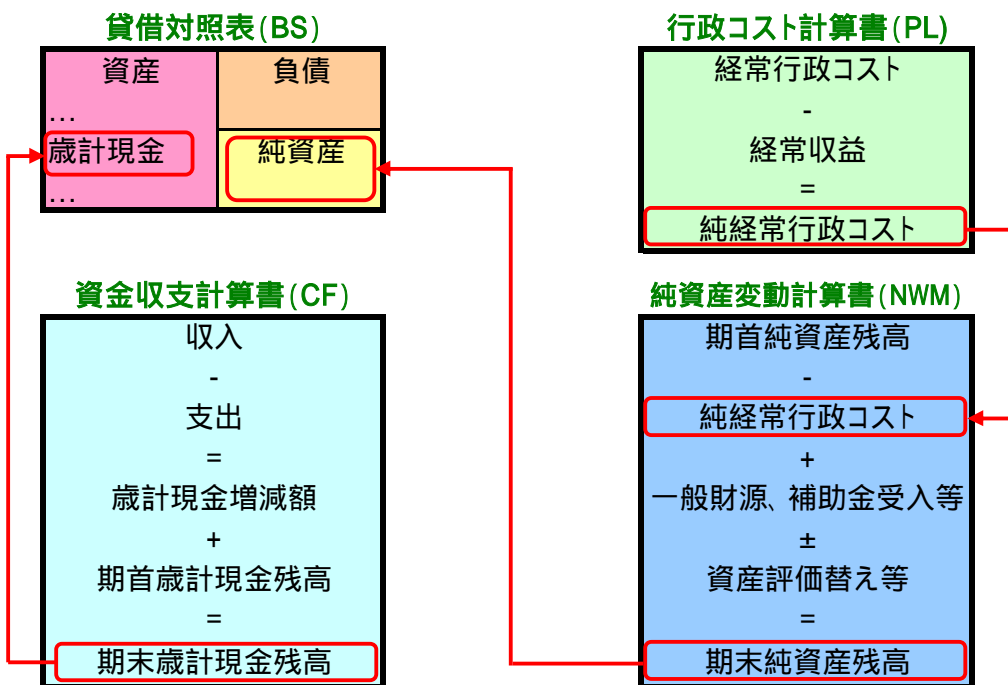 貸借対照表(BS)
資産
…
歳計現金
…
負債
純資産
行政コスト計算書(PL)
経常行政コスト
-
経常収益
=
純経常行政コスト
資金収支計算書(CF)
収入
-
支出
=
歳計現金増減額
+
期首歳計現金残高
=
期末歳計現金残高
純資産変動計算書(NWM)
期首純資産残高
-
純経常行政コスト
+
一般財源、補助金受入等
±
資産評価替え等
=
期末純資産残高